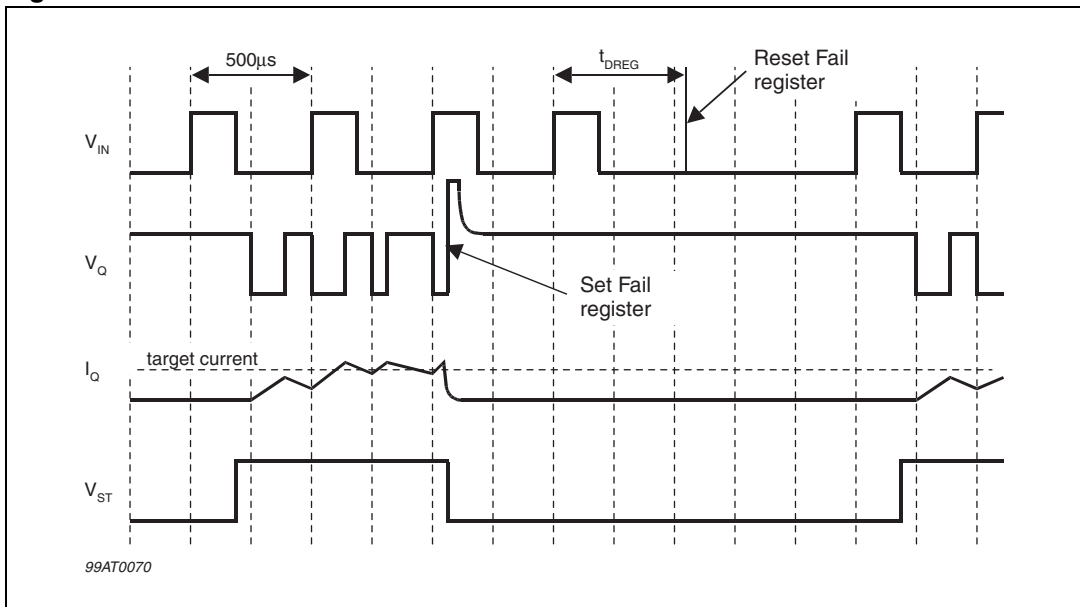 500μs
t_DREG
Reset Fail
register
V_IN
V_Q
Set Fail
register
target current
I_Q
V_ST
99AT0070